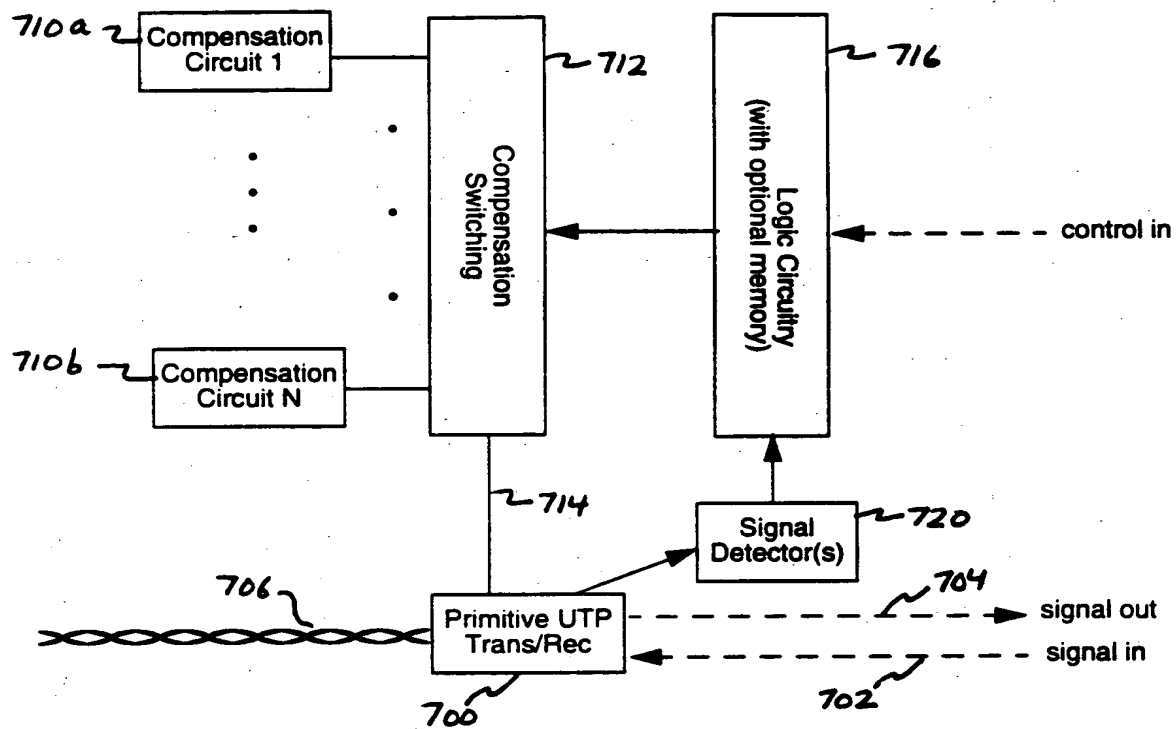 710a
Compensation
Circuit 1
712
716
Compensation
Switching
Logic Circuitry
(with optional memory)
control in
710b
Compensation
Circuit N
714
Signal
Detector(s)
720
706
Primitive UTP
Trans/Rec
704
signal out
signal in
700
702